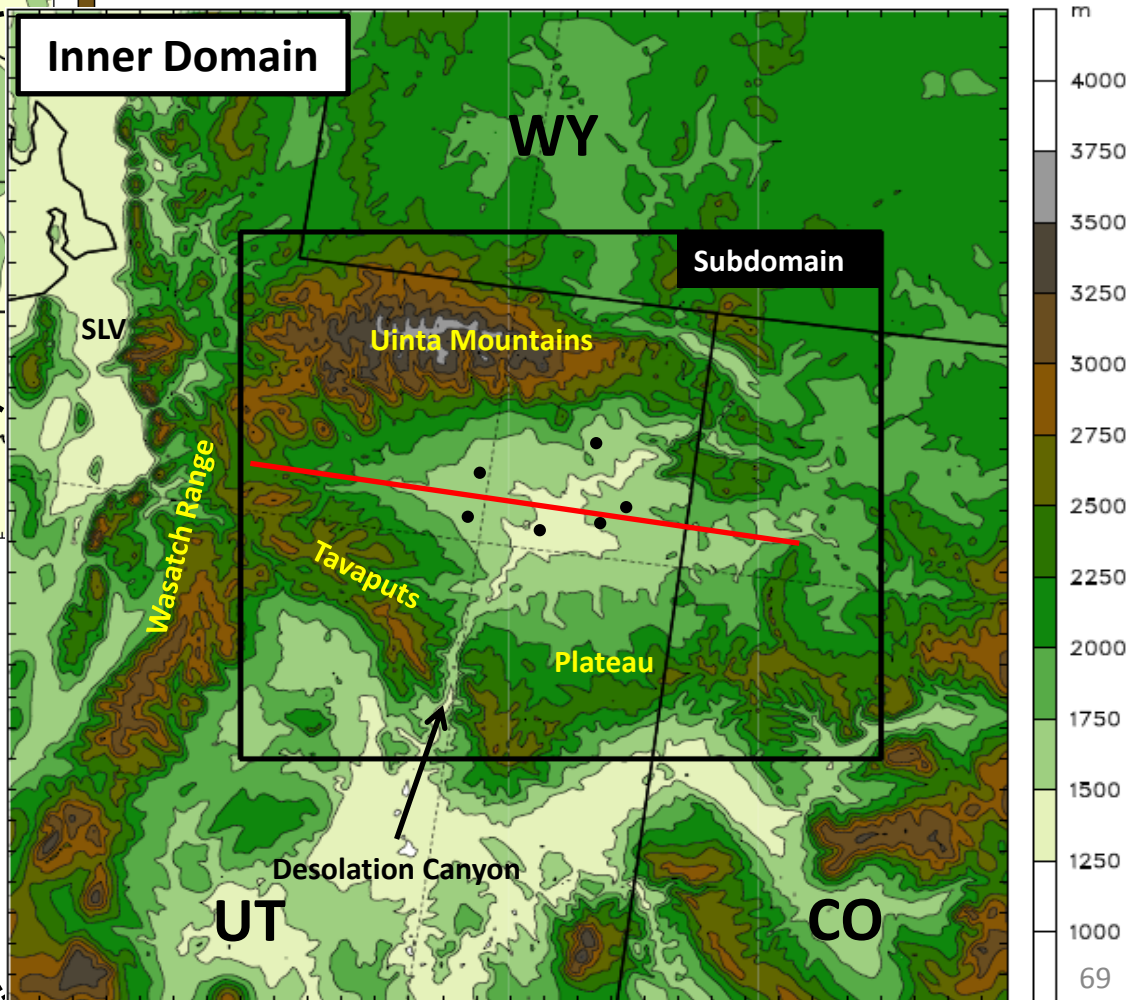 Inner Domain
m
4000
WY
3750
3500
Subdomain
3250
SLV
Uinta Mountains
3000
2750
Wasatch Range
2500
Tavaputs
2250
Plateau
2000
1750
1500
1250
Desolation Canyon
UT
CO
1000
69